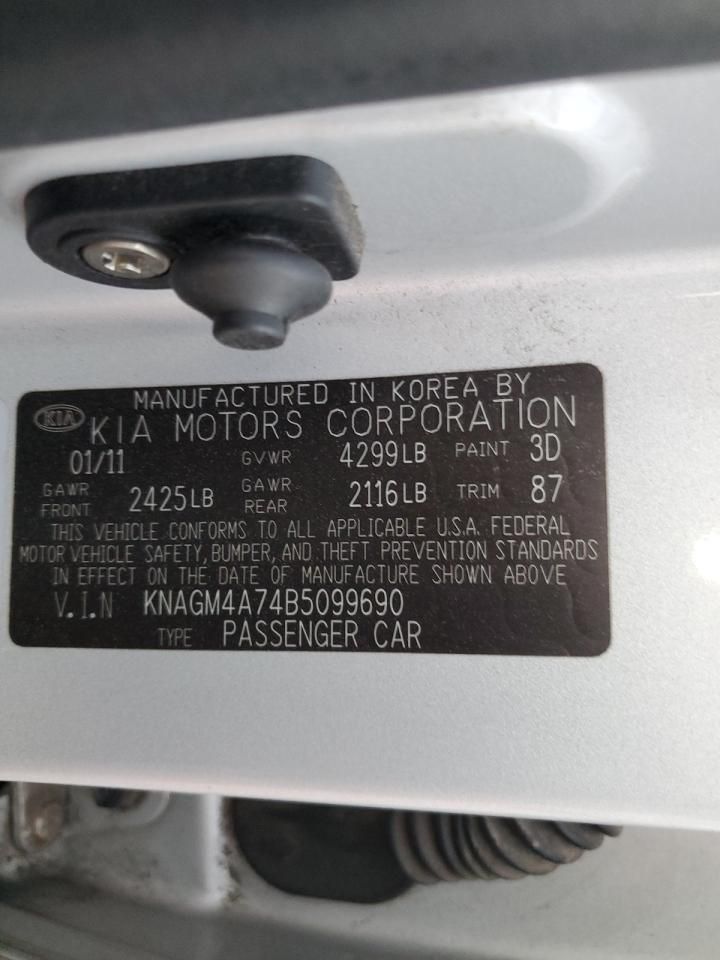 MANUFACTURED IN KOREA BY
KIA KIA MOTORS CORPORATION
01/11 GVWR 4299LB PAINT 3D
GAWR FRONT 2425LB GAWR REAR 2116LB TRIM 87
THIS VEHICLE CONFORMS TO ALL APPLICABLE U.S.A. FEDERAL
MOTOR VEHICLE SAFETY, BUMPER, AND THEFT PREVENTION STANDARDS
IN EFFECT ON THE DATE OF MANUFACTURE SHOWN ABOVE
V.I.N KNAGM4A74B5099690
TYPE PASSENGER CAR